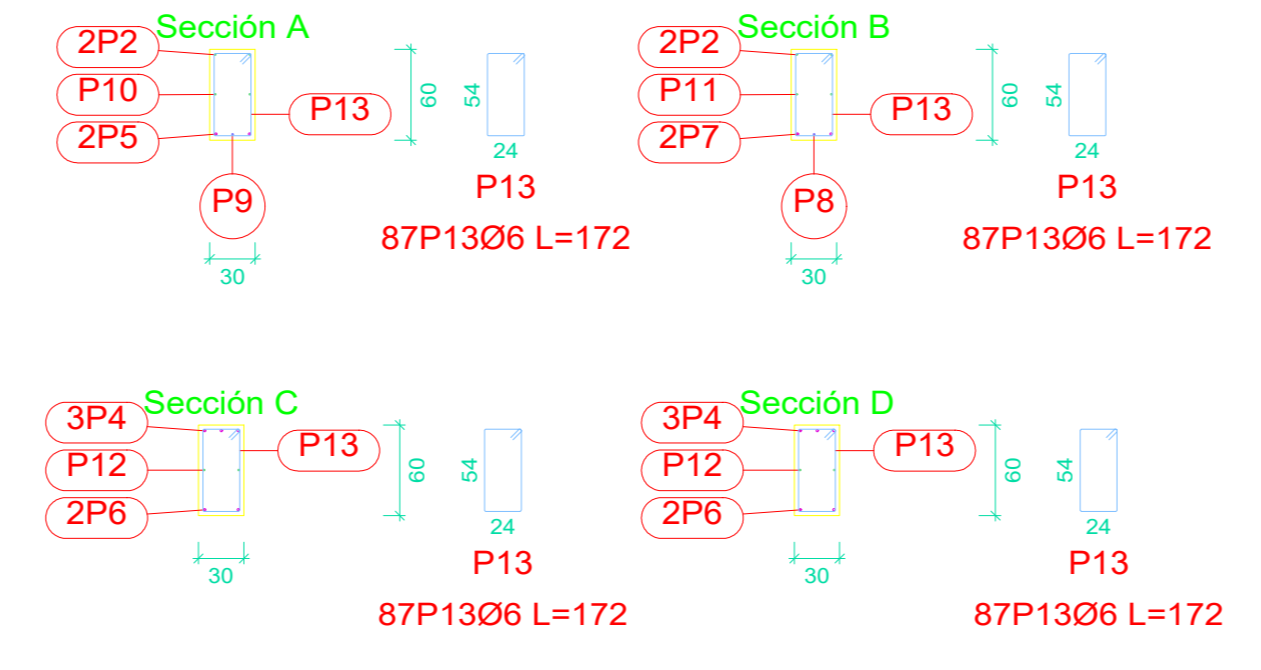 Sección A
2P2
P10
2P5
P13
P9
30
60
54
24
P13
87P13Ø6 L=172
Sección B
2P2
P11
2P7
P13
P8
30
60
54
24
P13
87P13Ø6 L=172
Sección C
3P4
P12
2P6
P13
30
60
54
24
P13
87P13Ø6 L=172
Sección D
3P4
P12
2P6
P13
30
60
54
24
P13
87P13Ø6 L=172